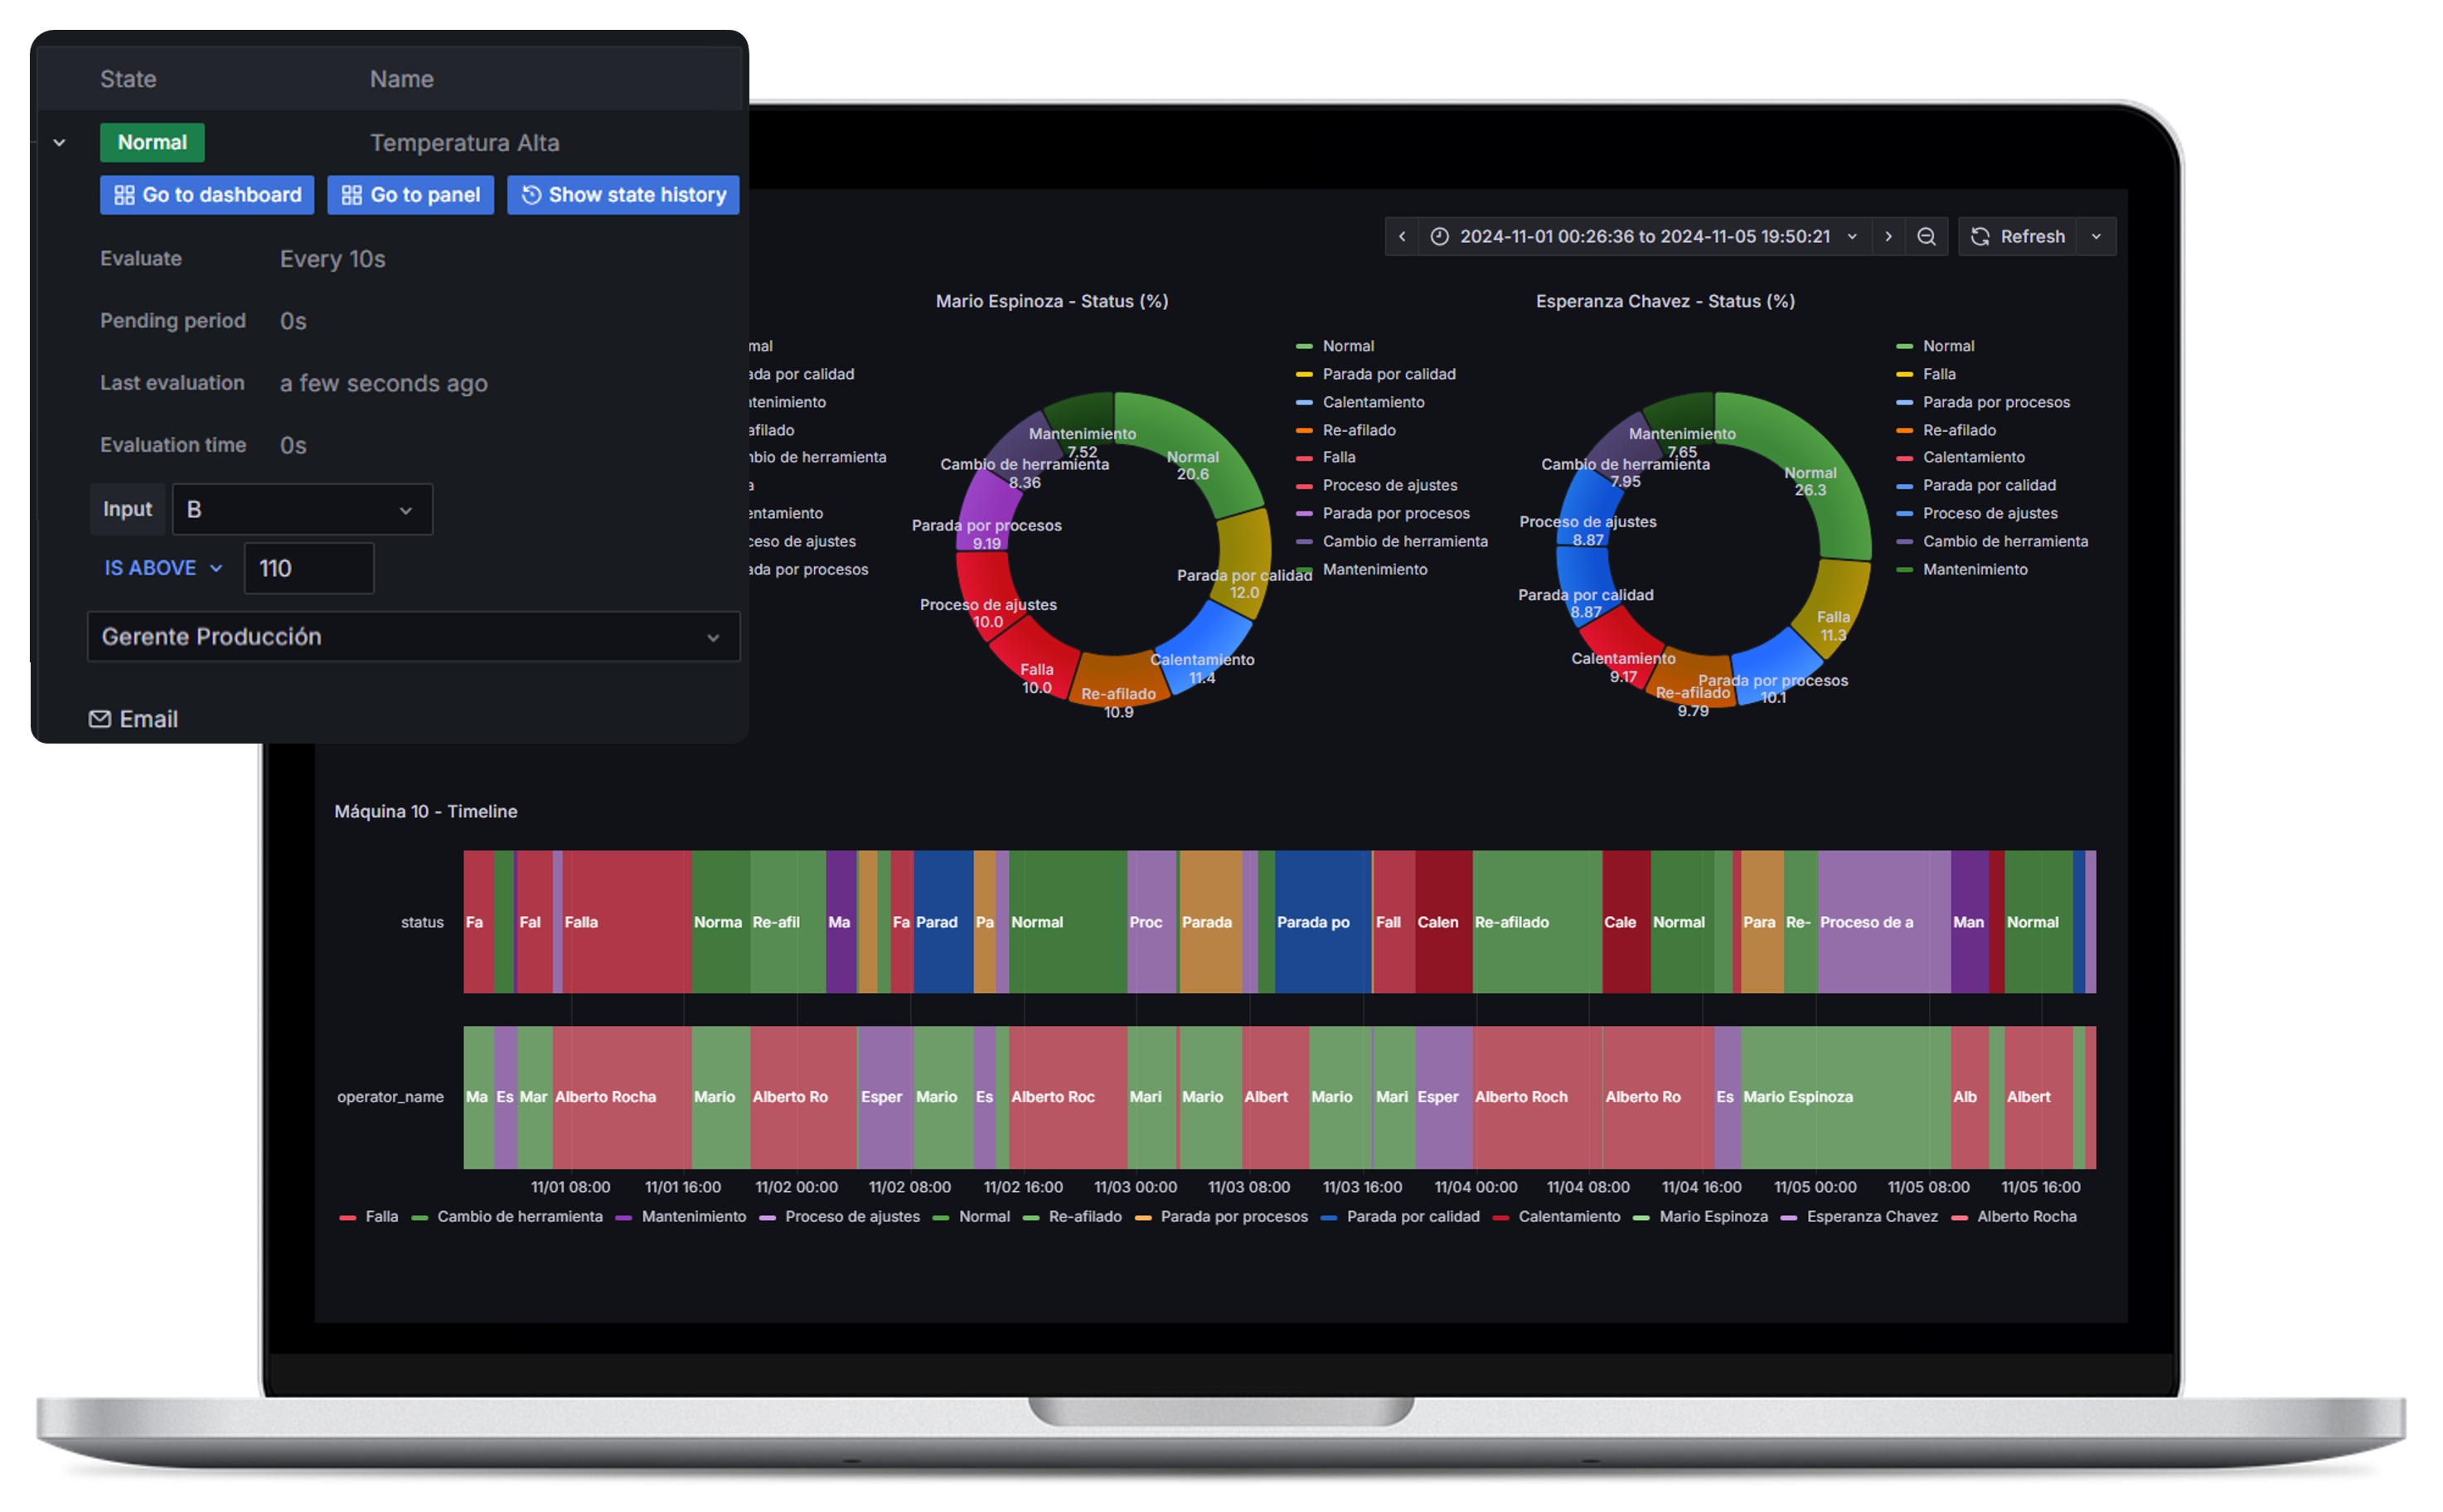 State Name
Normal Temperatura Alta
Go to dashboard Go to panel Show state history
Evaluate Every 10s
Pending period 0s
Last evaluation a few seconds ago
Evaluation time 0s
Input B
IS ABOVE 110
Gerente Producción
Email
2024-11-01 00:26:36 to 2024-11-05 19:50:21 Refresh
mal
ada por calidad
ntenimiento
afilado
nbio de herramienta
a
entamiento
ceso de ajustes
ada por procesos
Mario Espinoza - Status (%)
Mantenimiento
7.52
Normal
20.6
Cambio de herramienta
8.36
Parada por procesos
9.19
Parada por calidad
12.0
Proceso de ajustes
10.0
Calentamiento
11.4
Falla
10.0
Re-afilado
10.9
Normal
Parada por calidad
Calentamiento
Re-afilado
Falla
Proceso de ajustes
Parada por procesos
Cambio de herramienta
Mantenimiento
Esperanza Chavez - Status (%)
Mantenimiento
7.65
Cambio de herramienta
7.95
Normal
26.3
Proceso de ajustes
8.87
Parada por calidad
8.87
Falla
11.3
Calentamiento
9.17
Parada por procesos
10.1
Re-afilado
9.79
Normal
Falla
Parada por procesos
Re-afilado
Calentamiento
Parada por calidad
Proceso de ajustes
Cambio de herramienta
Mantenimiento
Máquina 10 - Timeline
status Fa Fal Falla Norma Re-afil Ma Fa Parad Pa Normal Proc Parada Parada po Fall Calen Re-afilado Cale Normal Para Re- Proceso de a Man Normal
operator_name Ma Es Mar Alberto Rocha Mario Alberto Ro Esper Mario Es Alberto Roc Mari Mario Albert Mario Mari Esper Alberto Roch Alberto Ro Es Mario Espinoza Alb Albert
11/01 08:00 11/01 16:00 11/02 00:00 11/02 08:00 11/02 16:00 11/03 00:00 11/03 08:00 11/03 16:00 11/04 00:00 11/04 08:00 11/04 16:00 11/05 00:00 11/05 08:00 11/05 16:00
Falla Cambio de herramienta Mantenimiento Proceso de ajustes Normal Re-afilado Parada por procesos Parada por calidad Calentamiento Mario Espinoza Esperanza Chavez Alberto Rocha